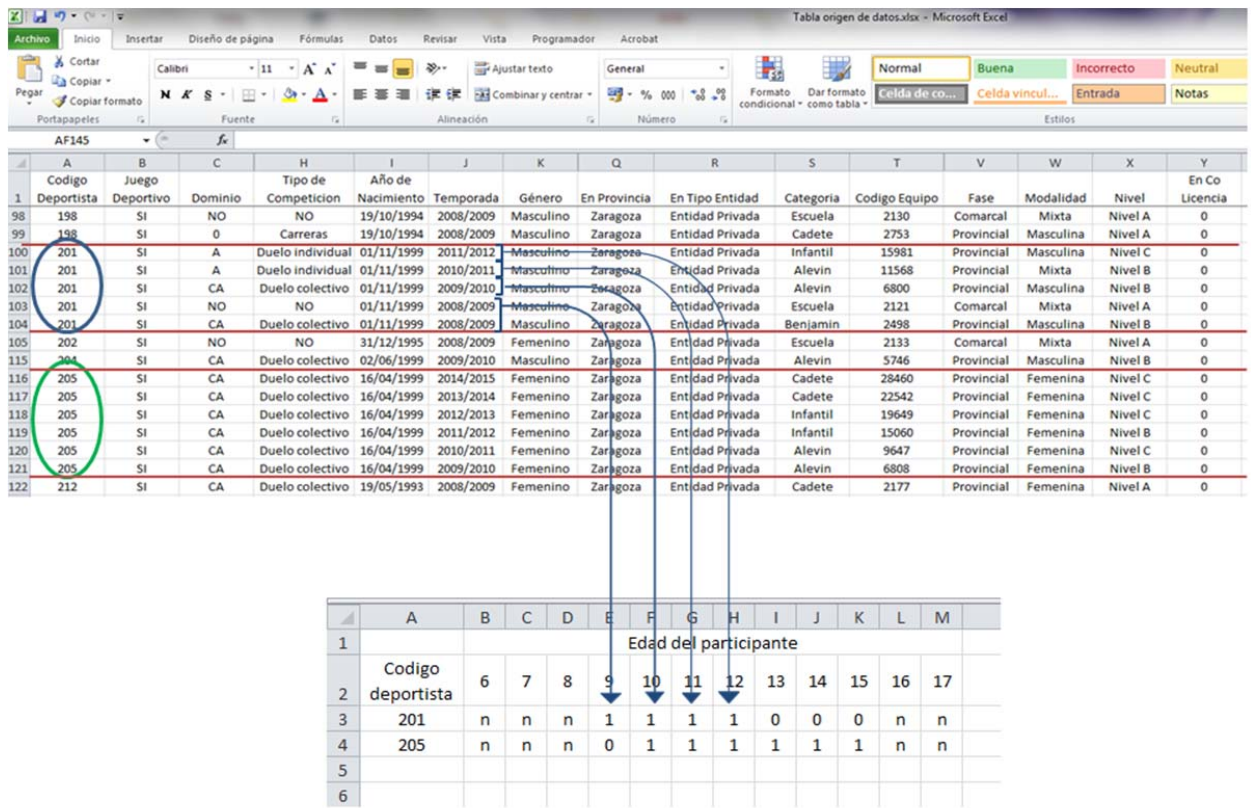 Tabla origen de datos.xlsx - Microsoft Excel
Archivo Inicio Insertar Diseño de página Fórmulas Datos Revisar Vista Programador Acrobat
Cortar
Copiar
Pegar
Copiar formato
Calibri 11
N K S
Ajustar texto
Combinar y centrar
General
% 000
Formato condicional
Dar formato como tabla
Normal Buena Incorrecto Neutral
Celda de co... Celda vincul... Entrada Notas
Portapapeles Fuente Alineación Número Estilos
AF145 fx
A B C H I J K Q R S T V W X Y
1 Codigo Deportista Juego Deportivo Dominio Tipo de Competicion Año de Nacimiento Temporada Género En Provincia En Tipo Entidad Categoria Codigo Equipo Fase Modalidad Nivel En Co Licencia
98 198 SI NO NO 19/10/1994 2008/2009 Masculino Zaragoza Entidad Privada Escuela 2130 Comarcal Mixta Nivel A 0
99 198 SI 0 Carreras 19/10/1994 2008/2009 Masculino Zaragoza Entidad Privada Cadete 2753 Provincial Masculina Nivel A 0
100 201 SI A Duelo individual 01/11/1999 2011/2012 Masculino Zaragoza Entidad Privada Infantil 15981 Provincial Masculina Nivel C 0
101 201 SI A Duelo individual 01/11/1999 2010/2011 Masculino Zaragoza Entidad Privada Alevin 11568 Provincial Mixta Nivel B 0
102 201 SI CA Duelo colectivo 01/11/1999 2009/2010 Masculino Zaragoza Entidad Privada Alevin 6800 Provincial Masculina Nivel B 0
103 201 SI NO NO 01/11/1999 2008/2009 Masculino Zaragoza Entidad Privada Escuela 2121 Comarcal Mixta Nivel A 0
104 201 SI CA Duelo colectivo 01/11/1999 2008/2009 Masculino Zaragoza Entidad Privada Benjamin 2498 Provincial Masculina Nivel B 0
105 202 SI NO NO 31/12/1995 2008/2009 Femenino Zaragoza Entidad Privada Escuela 2133 Comarcal Mixta Nivel A 0
115 204 SI CA Duelo colectivo 02/06/1999 2009/2010 Masculino Zaragoza Entidad Privada Alevin 5746 Provincial Masculina Nivel B 0
116 205 SI CA Duelo colectivo 16/04/1999 2014/2015 Femenino Zaragoza Entidad Privada Cadete 28460 Provincial Femenina Nivel C 0
117 205 SI CA Duelo colectivo 16/04/1999 2013/2014 Femenino Zaragoza Entidad Privada Cadete 22542 Provincial Femenina Nivel C 0
118 205 SI CA Duelo colectivo 16/04/1999 2012/2013 Femenino Zaragoza Entidad Privada Infantil 19649 Provincial Femenina Nivel C 0
119 205 SI CA Duelo colectivo 16/04/1999 2011/2012 Femenino Zaragoza Entidad Privada Infantil 15060 Provincial Femenina Nivel B 0
120 205 SI CA Duelo colectivo 16/04/1999 2010/2011 Femenino Zaragoza Entidad Privada Alevin 9647 Provincial Femenina Nivel C 0
121 205 SI CA Duelo colectivo 16/04/1999 2009/2010 Femenino Zaragoza Entidad Privada Alevin 6808 Provincial Femenina Nivel B 0
122 212 SI CA Duelo colectivo 19/05/1993 2008/2009 Femenino Zaragoza Entidad Privada Cadete 2177 Provincial Femenina Nivel A 0
A B C D E F G H I J K L M
1 Edad del participante
2 Codigo deportista 6 7 8 9 10 11 12 13 14 15 16 17
3 201 n n n 1 1 1 1 0 0 0 n n
4 205 n n n 0 1 1 1 1 1 1 n n
5
6